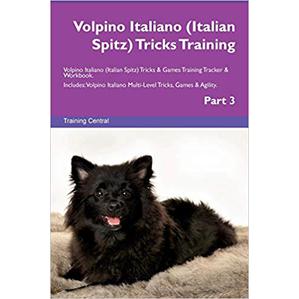 Volpino Italiano (Italian
Spitz) Tricks Training
Volpino Italiano (Italian Spitz) Tricks & Games Training Tracker &
Workbook.
Includes: Volpino Italiano Multi-Level Tricks, Games & Agility.
Part 3
Training Central